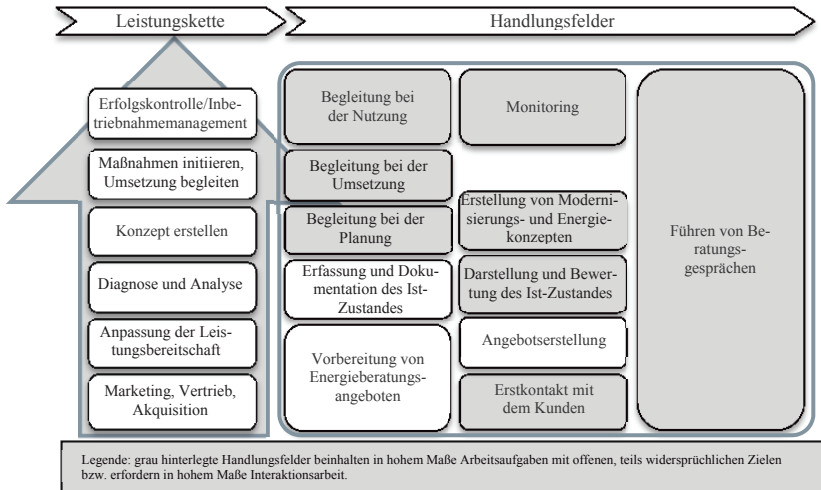 Leistungskette
Handlungsfelder
Erfolgskontrolle/Inbe-
triebnahmemanagement
Maßnahmen initiieren,
Umsetzung begleiten
Konzept erstellen
Diagnose und Analyse
Anpassung der Leis-
tungsbereitschaft
Marketing, Vertrieb,
Akquisition
Begleitung bei
der Nutzung
Begleitung bei der
Umsetzung
Begleitung bei der
Planung
Erfassung und Doku-
mentation des Ist-
Zustandes
Vorbereitung von
Energieberatungs-
angeboten
Monitoring
Erstellung von Moderni-
sierungs- und Energie-
konzepten
Darstellung und Bewer-
tung des Ist-Zustandes
Angebotserstellung
Erstkontakt mit
dem Kunden
Führen von Be-
ratungs-
gesprächen
Legende: grau hinterlegte Handlungsfelder beinhalten in hohem Maße Arbeitsaufgaben mit offenen, teils widersprüchlichen Zielen
bzw. erfordern in hohem Maße Interaktionsarbeit.